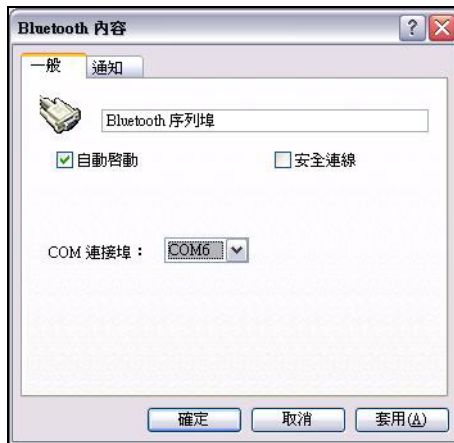 Bluetooth 內容
一般 通知
Bluetooth 序列埠
自動啓動 安全連線
COM 連接埠： COM6
確定 取消 套用(A)